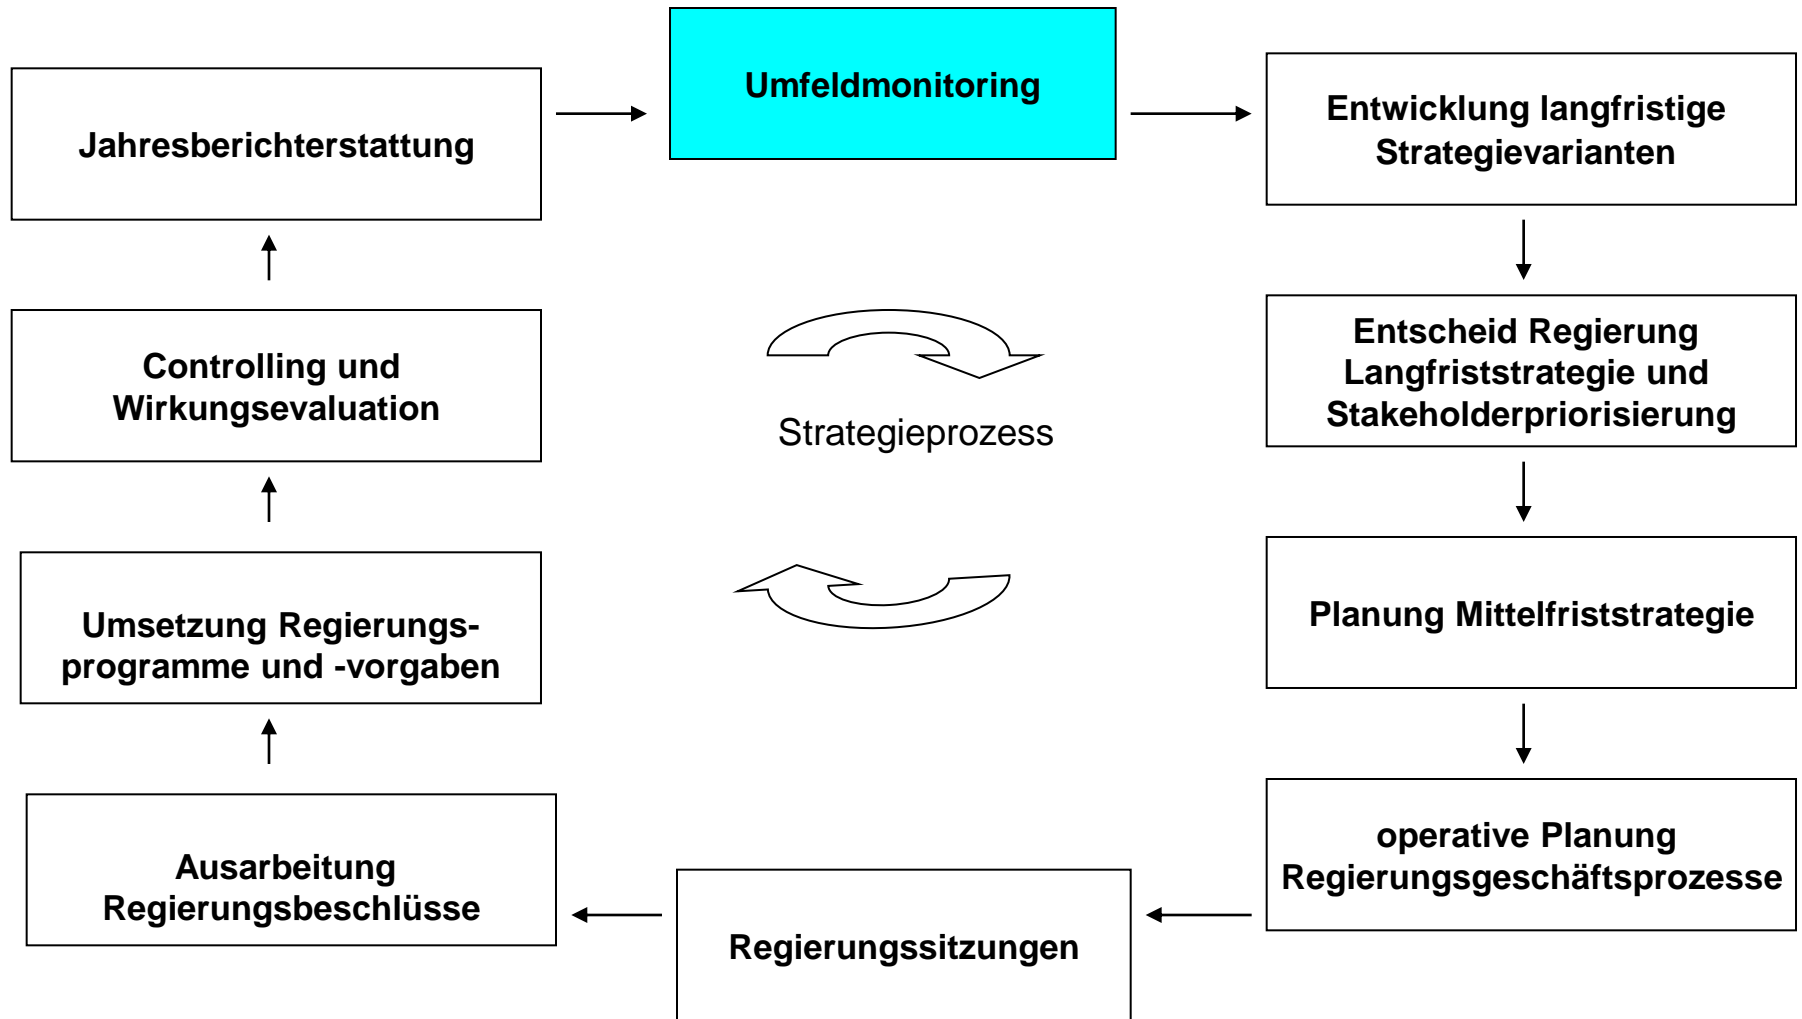 Umfeldmonitoring
Entwicklung langfristige
Strategievarianten
Jahresberichterstattung
Entscheid Regierung
Langfriststrategie und
Stakeholderpriorisierung
Controlling und
Wirkungsevaluation
Strategieprozess
Planung Mittelfriststrategie
Umsetzung Regierungs-
programme und -vorgaben
operative Planung
Regierungsgeschäftsprozesse
Ausarbeitung
Regierungsbeschlüsse
Regierungssitzungen